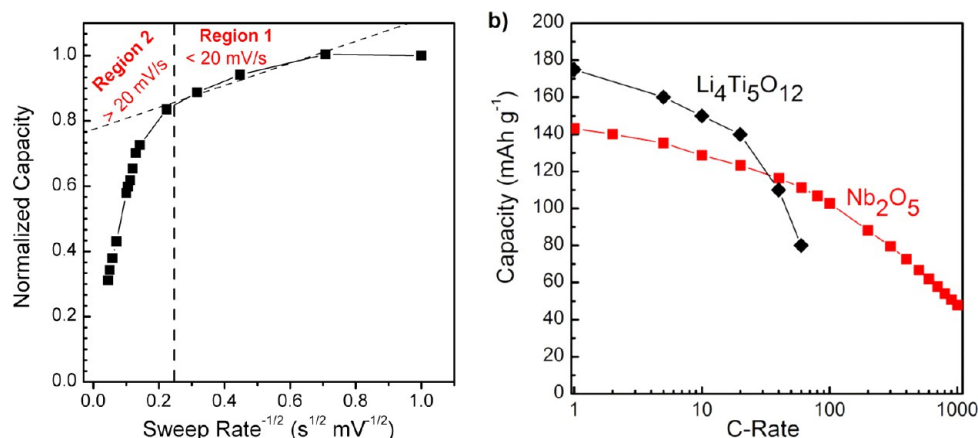 Region 2
> 20 mV/s
Region 1
< 20 mV/s
1.0
0.8
0.6
0.4
0.2
0.0
Normalized Capacity
0.0 0.2 0.4 0.6 0.8 1.0
Sweep Rate⁻¹/² (s¹/² mV⁻¹/²)
b)
200
180
160
140
120
100
80
60
40
20
0
Capacity (mAh g⁻¹)
Li₄Ti₅O₁₂
Nb₂O₅
1 10 100 1000
C-Rate